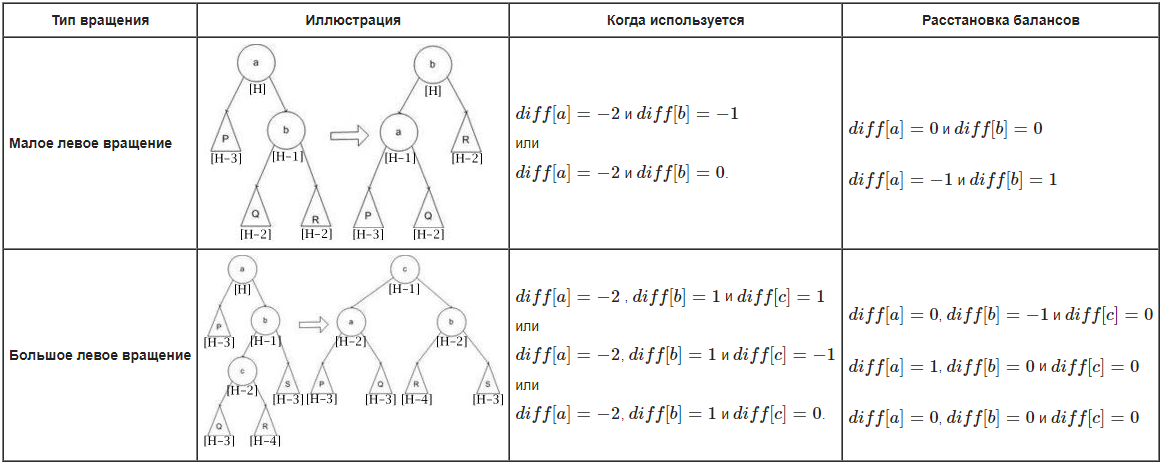 Тип вращения
Иллюстрация
Когда используется
Расстановка балансов
Малое левое вращение
a
[H]
P
[H-3]
b
[H-1]
Q
[H-2]
R
[H-2]
b
[H]
a
[H-1]
R
[H-2]
P
[H-3]
Q
[H-2]
diff[a] = −2 и diff[b] = −1
или
diff[a] = −2 и diff[b] = 0.
diff[a] = 0 и diff[b] = 0
diff[a] = −1 и diff[b] = 1
Большое левое вращение
a
[H]
P
[H-3]
b
[H-1]
c
[H-2]
S
[H-3]
Q
[H-3]
R
[H-4]
c
[H-1]
a
[H-2]
b
[H-2]
P
[H-3]
Q
[H-3]
R
[H-4]
S
[H-3]
diff[a] = −2 , diff[b] = 1 и diff[c] = 1
или
diff[a] = −2, diff[b] = 1 и diff[c] = −1
или
diff[a] = −2, diff[b] = 1 и diff[c] = 0.
diff[a] = 0, diff[b] = −1 и diff[c] = 0
diff[a] = 1, diff[b] = 0 и diff[c] = 0
diff[a] = 0, diff[b] = 0 и diff[c] = 0